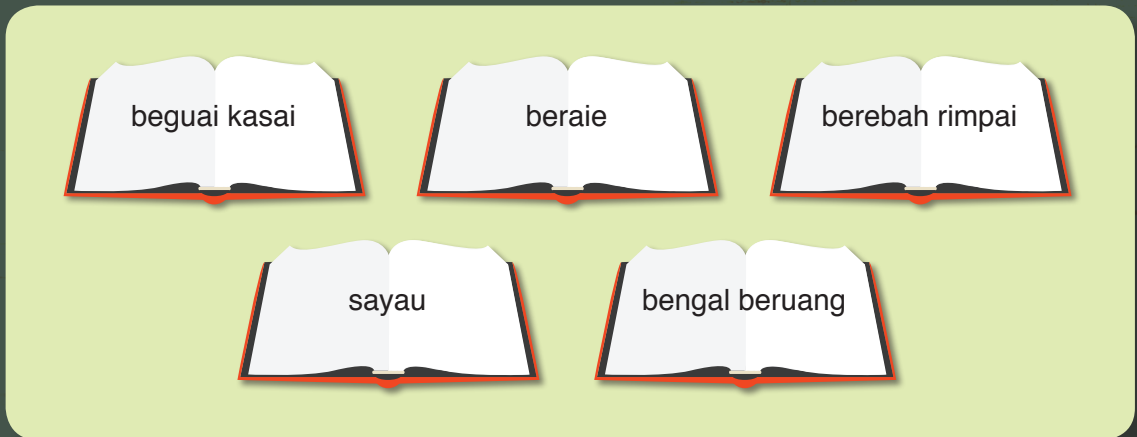 beguai kasai
beraie
berebah rimpai
sayau
bengal beruang